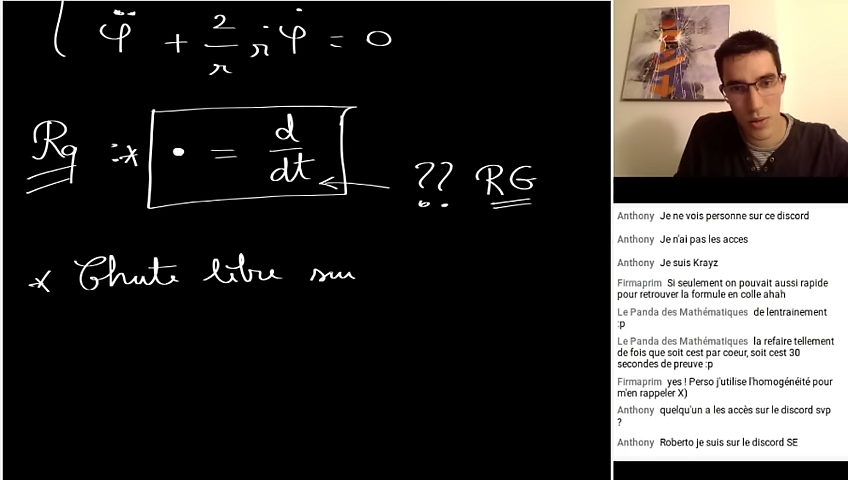 φ̈ + 2/r ṙ φ̇ = 0
Rq :* • = d/dt ?? RG
* Chute libre sur
Anthony Je ne vois personne sur ce discord
Anthony Je n'ai pas les acces
Anthony Je suis Krayz
Firmaprim Si seulement on pouvait aussi rapide
pour retrouver la formule en colle ahah
Le Panda des Mathématiques de lentrainement
:p
Le Panda des Mathématiques la refaire tellement
de fois que soit cest par coeur, soit cest 30
secondes de preuve :p
Firmaprim yes ! Perso j'utilise l'homogénéité pour
m'en rappeler X)
Anthony quelqu'un a les accès sur le discord svp
?
Anthony Roberto je suis sur le discord SE